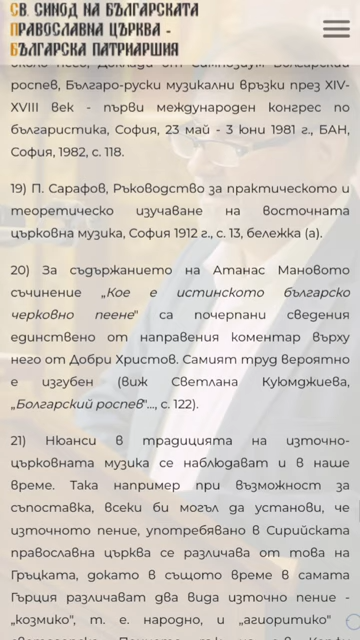 СВ. СИНОД НА БЪЛГАРСКАТА
ПРАВОСЛАВНА ЦЪРКВА -
БЪЛГАРСКА ПАТРИАРШИЯ
роспев, Българо-руски музикални връзки през XIV-
XVIII век - първи международен конгрес по
българистика, София, 23 май - 3 юни 1981 г., БАН,
София, 1982, с. 118.
19) П. Сарафов, Ръководство за практическото и
теоретическо изучаване на восточната
църковна музика, София 1912 г., с. 13, бележка (а).
20) За съдържанието на Атанас Мановото
съчинение „Кое е истинското българско
черковно пеене" са почерпани сведения
единствено от направения коментар върху
него от Добри Христов. Самият труд вероятно
е изгубен (виж Светлана Куюмджиева,
„Болгарский роспев"..., с. 122).
21) Нюанси в традицията на източно-
църковната музика се наблюдават и в наше
време. Така например при възможност за
съпоставка, всеки би могъл да установи, че
източното пение, употребявано в Сирийската
православна църква се различава от това на
Гръцката, докато в същото време в самата
Гърция различават два вида източно пение -
„козмико", т. е. народно, и „агиоритико" -